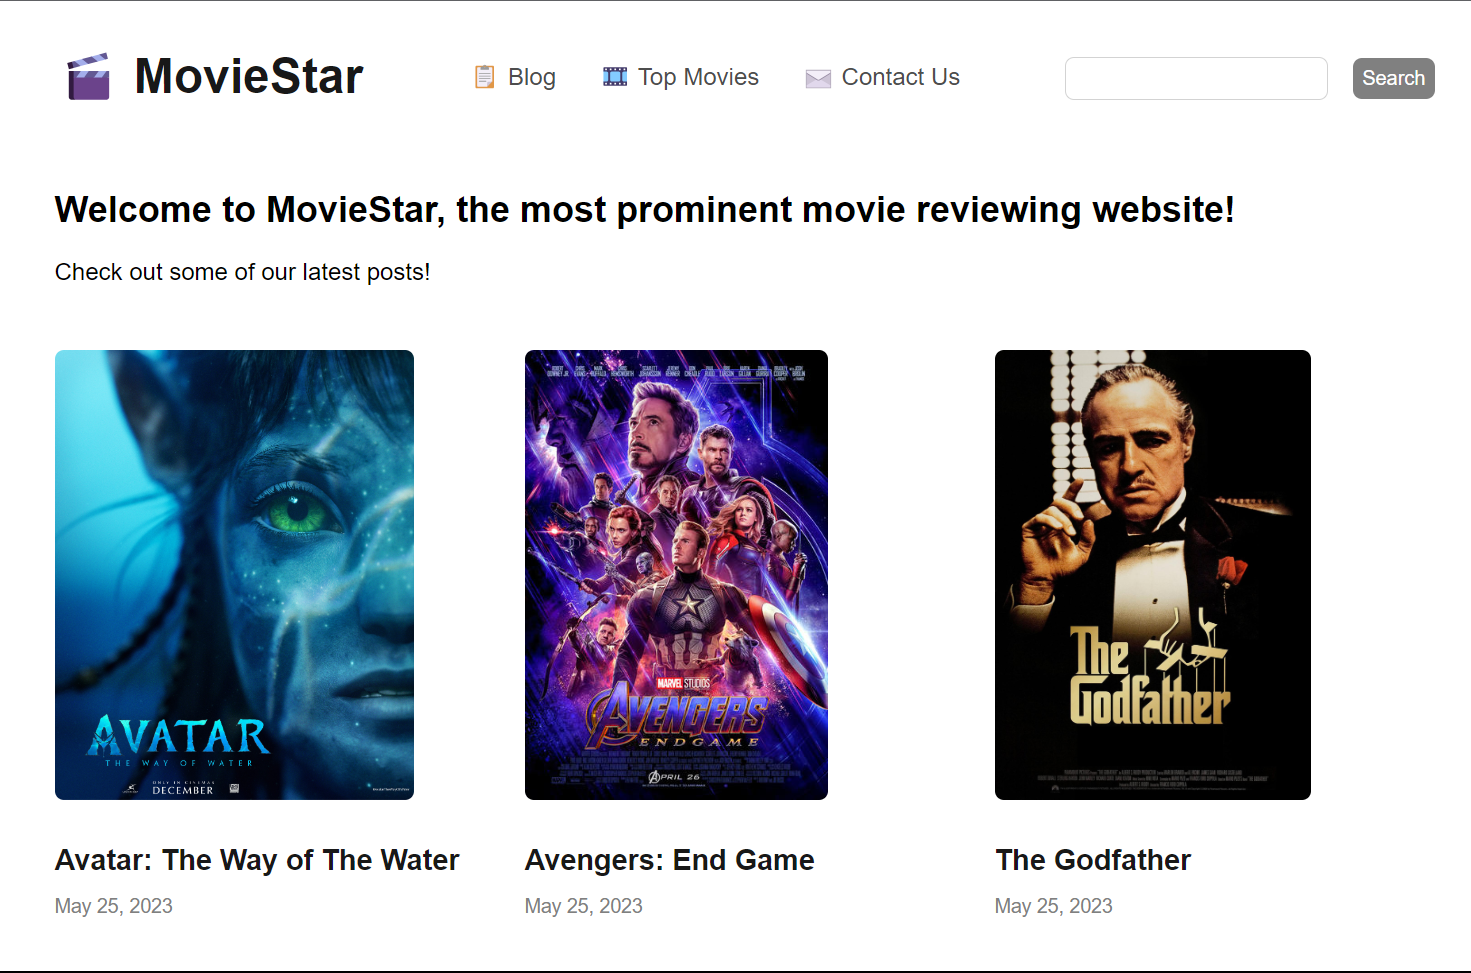 MovieStar
Blog
Top Movies
Contact Us
Search
Welcome to MovieStar, the most prominent movie reviewing website!
Check out some of our latest posts!
AVATAR
THE WAY OF WATER
ONLY IN CINEMAS
DECEMBER
MARVEL STUDIOS
AVENGERS
ENDGAME
APRIL 26
The
Godfather
Avatar: The Way of The Water
Avengers: End Game
The Godfather
May 25, 2023
May 25, 2023
May 25, 2023